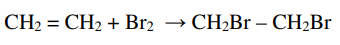 CH₂ = CH₂ + Br₂ → CH₂Br – CH₂Br